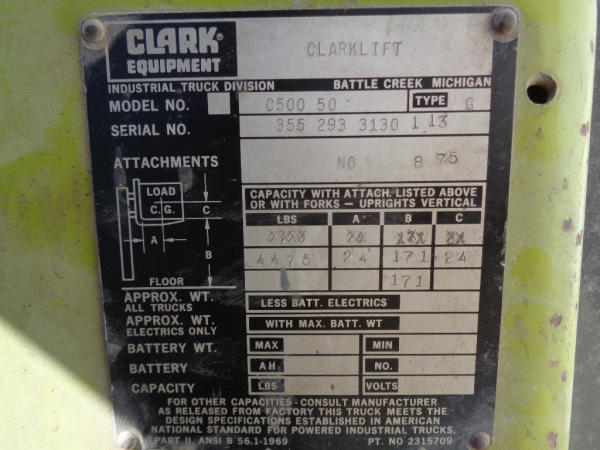 CLARK®
EQUIPMENT
CLARKLIFT
INDUSTRIAL TRUCK DIVISION BATTLE CREEK MICHIGAN
MODEL NO. C500 50 TYPE G
SERIAL NO. 355 293 3130 1 13
ATTACHMENTS NO 8 75
LOAD
C.G.
C
A
B
FLOOR
CAPACITY WITH ATTACH. LISTED ABOVE
OR WITH FORKS - UPRIGHTS VERTICAL
LBS A B C
4475 24 171 24
171
APPROX. WT.
ALL TRUCKS
LESS BATT. ELECTRICS
APPROX. WT.
ELECTRICS ONLY
WITH MAX. BATT. WT
BATTERY WT. MAX MIN
BATTERY AH NO.
CAPACITY LBS VOLTS
FOR OTHER CAPACITIES - CONSULT MANUFACTURER
AS RELEASED FROM FACTORY THIS TRUCK MEETS THE
DESIGN SPECIFICATIONS ESTABLISHED IN AMERICAN
NATIONAL STANDARD FOR POWERED INDUSTRIAL TRUCKS.
PART II, ANSI B 56.1-1969 PT. NO 2315709